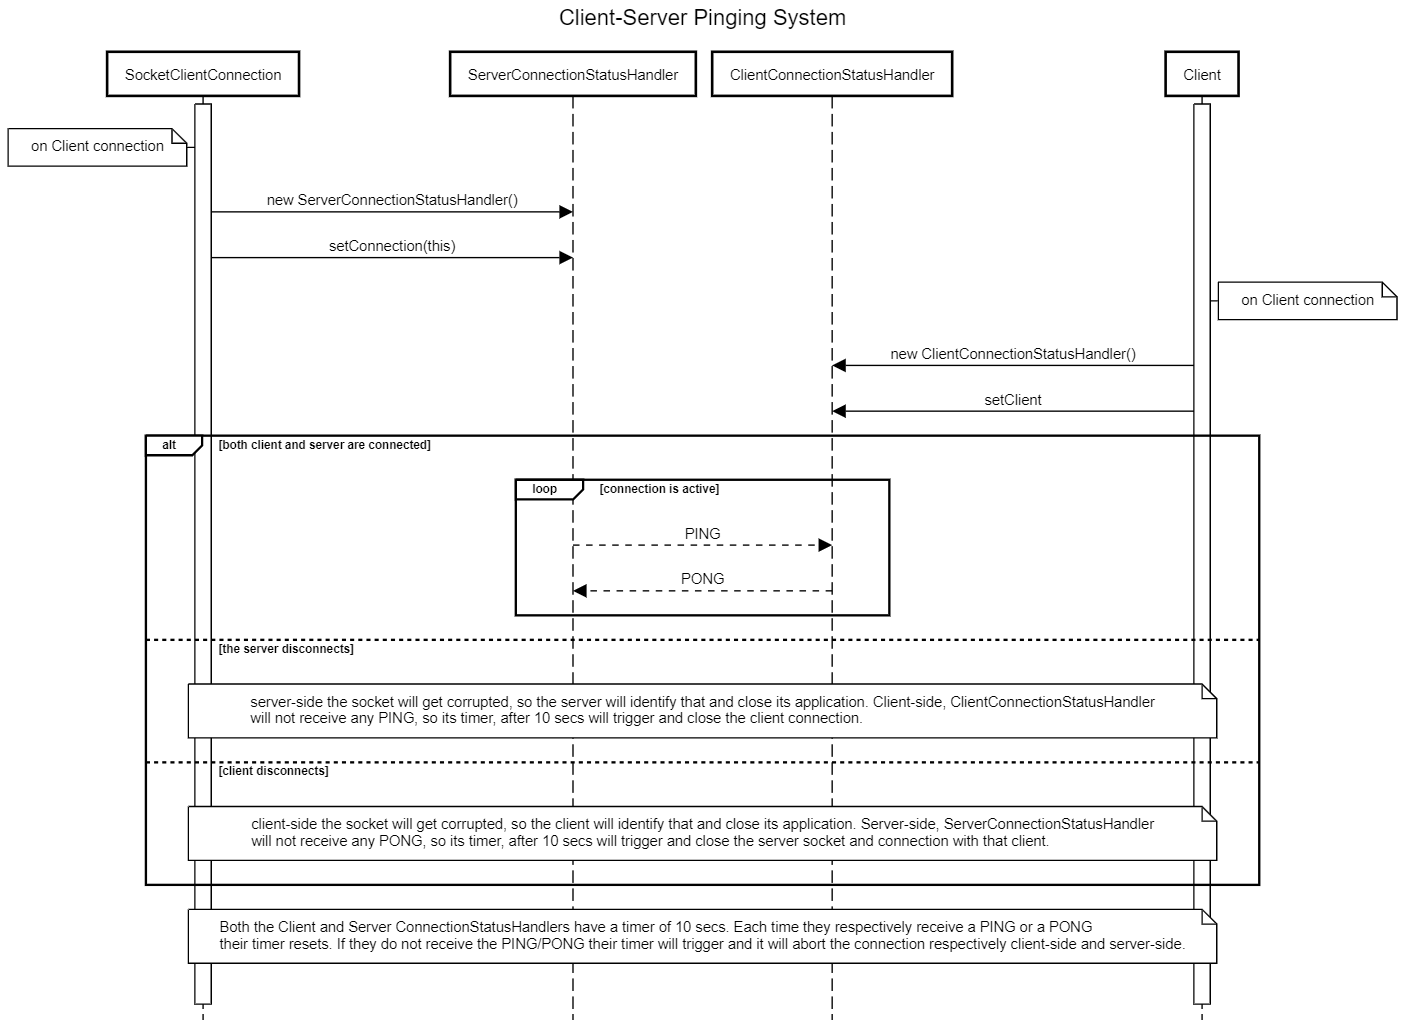 Client-Server Pinging System
SocketClientConnection
ServerConnectionStatusHandler
ClientConnectionStatusHandler
Client
on Client connection
new ServerConnectionStatusHandler()
setConnection(this)
on Client connection
new ClientConnectionStatusHandler()
setClient
alt
[both client and server are connected]
loop
[connection is active]
PING
PONG
[the server disconnects]
server-side the socket will get corrupted, so the server will identify that and close its application. Client-side, ClientConnectionStatusHandler
will not receive any PING, so its timer, after 10 secs will trigger and close the client connection.
[client disconnects]
client-side the socket will get corrupted, so the client will identify that and close its application. Server-side, ServerConnectionStatusHandler
will not receive any PONG, so its timer, after 10 secs will trigger and close the server socket and connection with that client.
Both the Client and Server ConnectionStatusHandlers have a timer of 10 secs. Each time they respectively receive a PING or a PONG
their timer resets. If they do not receive the PING/PONG their timer will trigger and it will abort the connection respectively client-side and server-side.